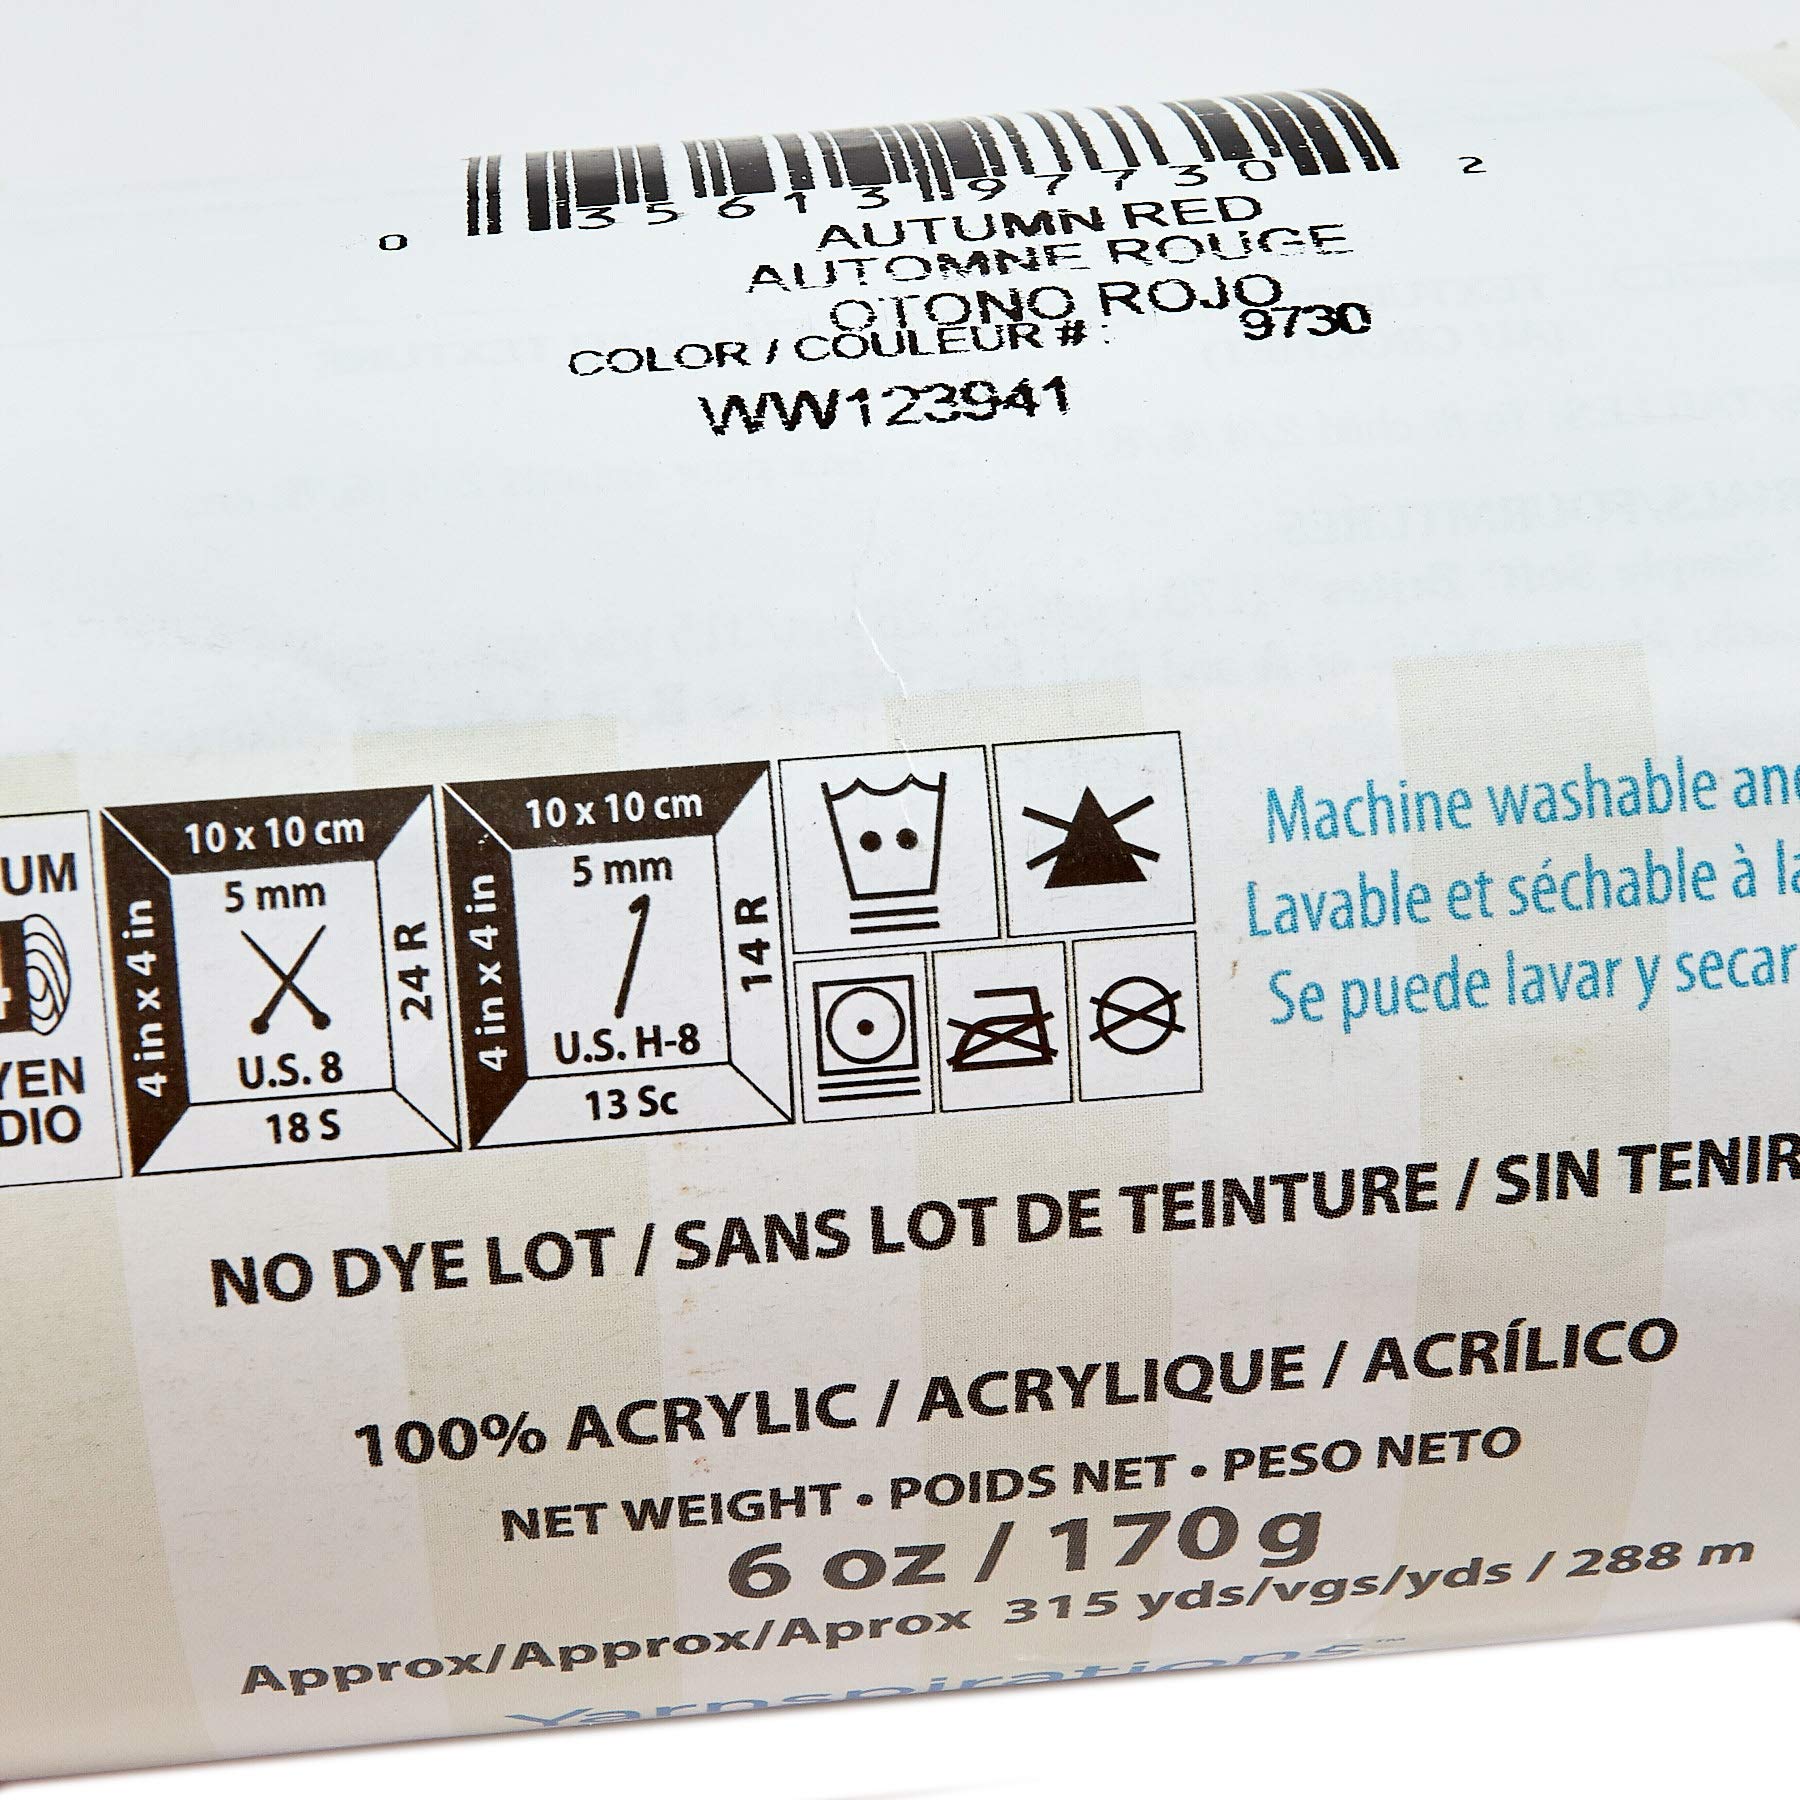 0 35613 97730 2
AUTUMN RED
AUTOMNE ROUGE
OTONO ROJO
COLOR / COULEUR #: 9730
WW123941
UM
4
YEN
DIO
10 x 10 cm
4 in x 4 in
5 mm
24 R
U.S. 8
18 S
10 x 10 cm
4 in x 4 in
5 mm
14 R
U.S. H-8
13 Sc
Machine washable and
Lavable et séchable à la
Se puede lavar y secar
NO DYE LOT / SANS LOT DE TEINTURE / SIN TENIR
100% ACRYLIC / ACRYLIQUE / ACRÍLICO
NET WEIGHT • POIDS NET • PESO NETO
6 oz / 170 g
Approx/Approx/Aprox 315 yds/vgs/yds / 288 m
Yarnspirations™